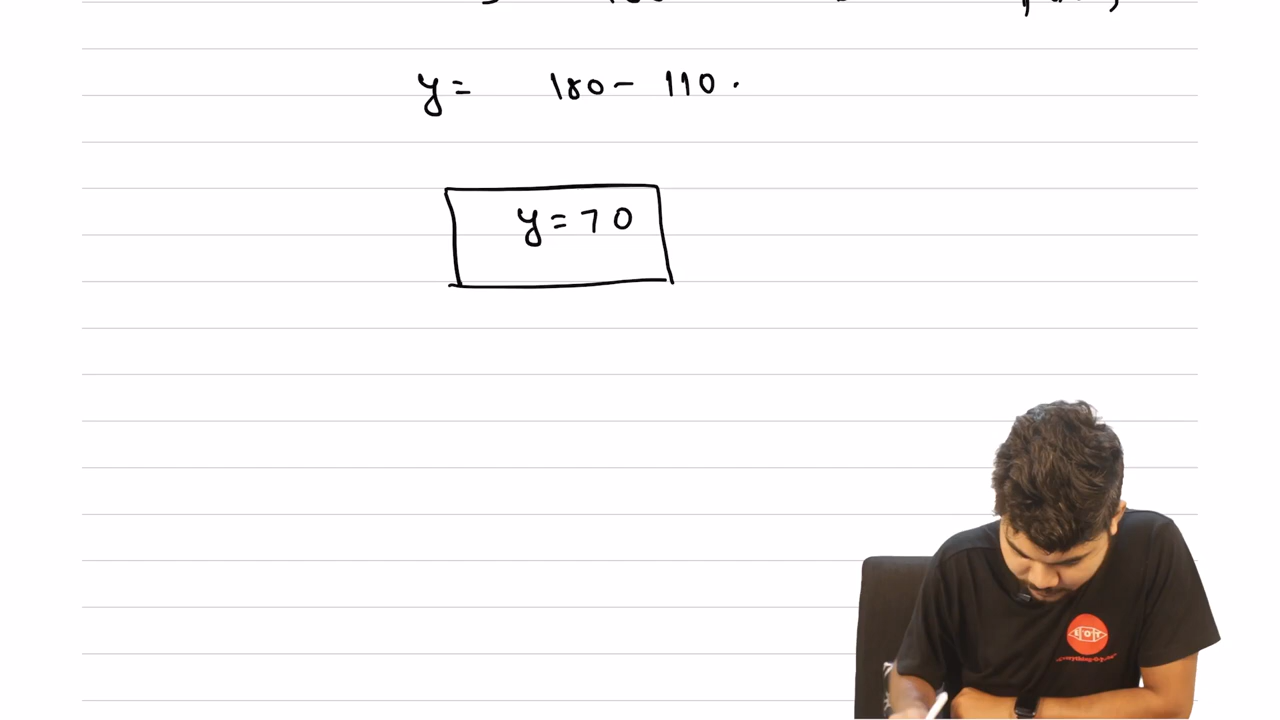 y = 180 - 110 .
y = 70